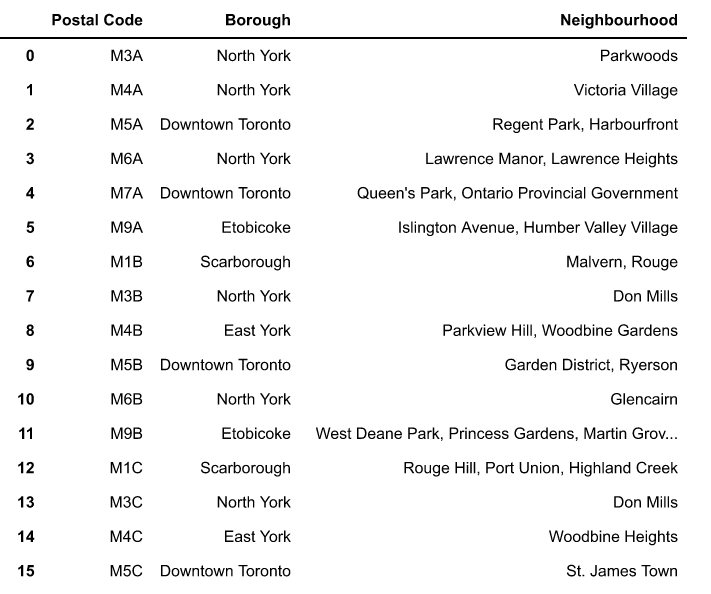 Postal Code Borough Neighbourhood
0 M3A North York Parkwoods
1 M4A North York Victoria Village
2 M5A Downtown Toronto Regent Park, Harbourfront
3 M6A North York Lawrence Manor, Lawrence Heights
4 M7A Downtown Toronto Queen's Park, Ontario Provincial Government
5 M9A Etobicoke Islington Avenue, Humber Valley Village
6 M1B Scarborough Malvern, Rouge
7 M3B North York Don Mills
8 M4B East York Parkview Hill, Woodbine Gardens
9 M5B Downtown Toronto Garden District, Ryerson
10 M6B North York Glencairn
11 M9B Etobicoke West Deane Park, Princess Gardens, Martin Grov...
12 M1C Scarborough Rouge Hill, Port Union, Highland Creek
13 M3C North York Don Mills
14 M4C East York Woodbine Heights
15 M5C Downtown Toronto St. James Town